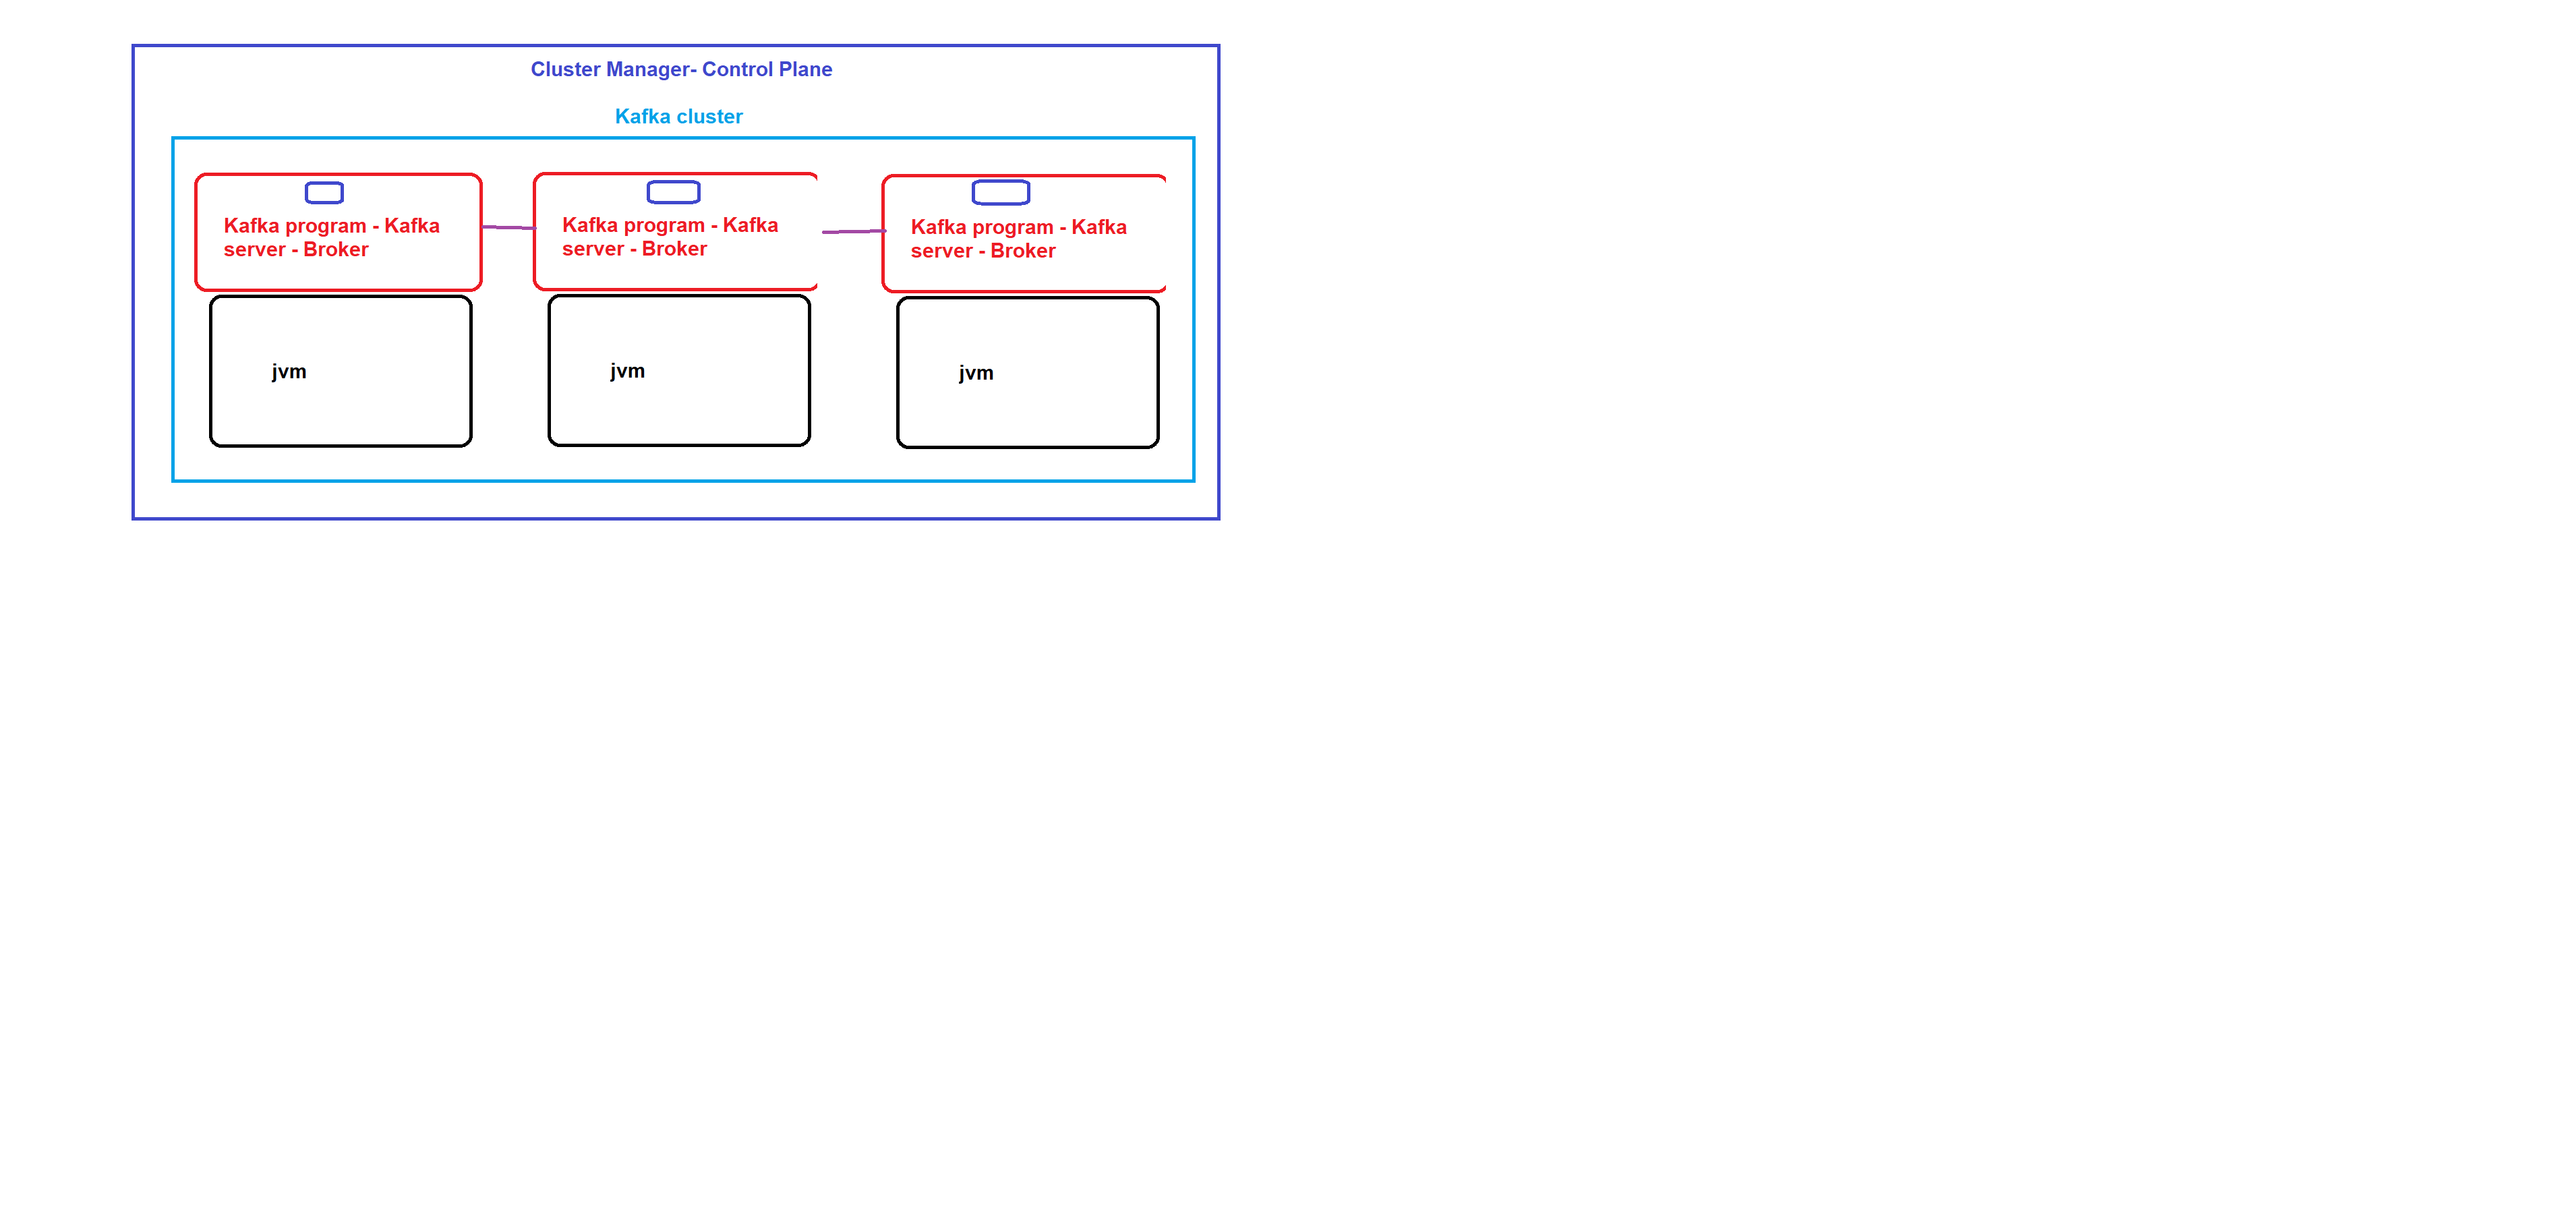 Cluster Manager- Control Plane
Kafka cluster
Kafka program - Kafka
server - Broker
Kafka program - Kafka
server - Broker
Kafka program - Kafka
server - Broker
jvm
jvm
jvm